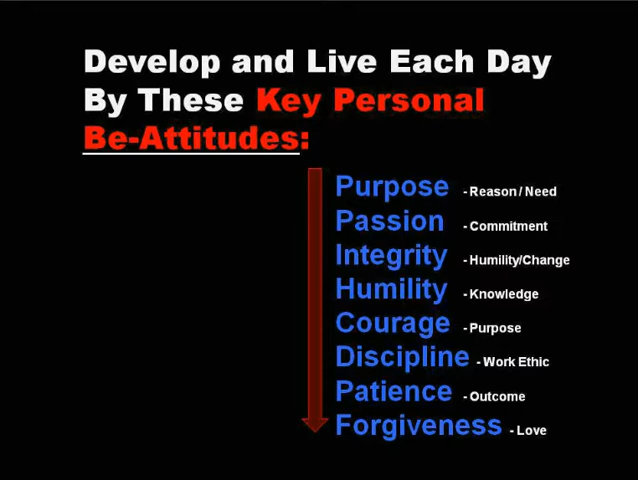 Develop and Live Each Day
By These Key Personal
Be-Attitudes:
Purpose - Reason / Need
Passion - Commitment
Integrity - Humility/Change
Humility - Knowledge
Courage - Purpose
Discipline - Work Ethic
Patience - Outcome
Forgiveness - Love